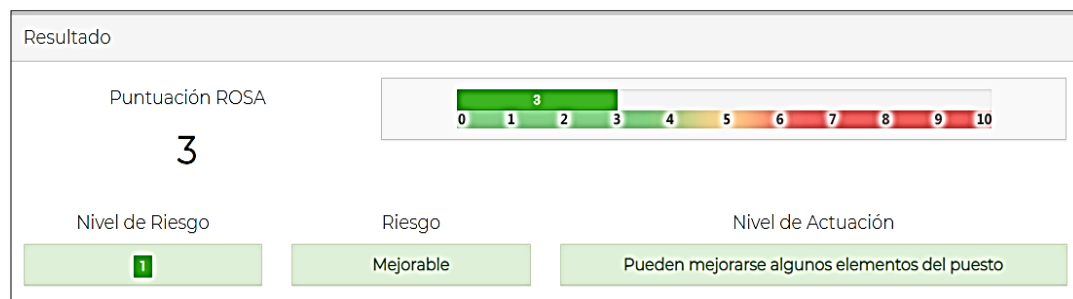 Resultado
Puntuación ROSA
3
3
0 1 2 3 4 5 6 7 8 9 10
Nivel de Riesgo
Riesgo
Nivel de Actuación
1
Mejorable
Pueden mejorarse algunos elementos del puesto